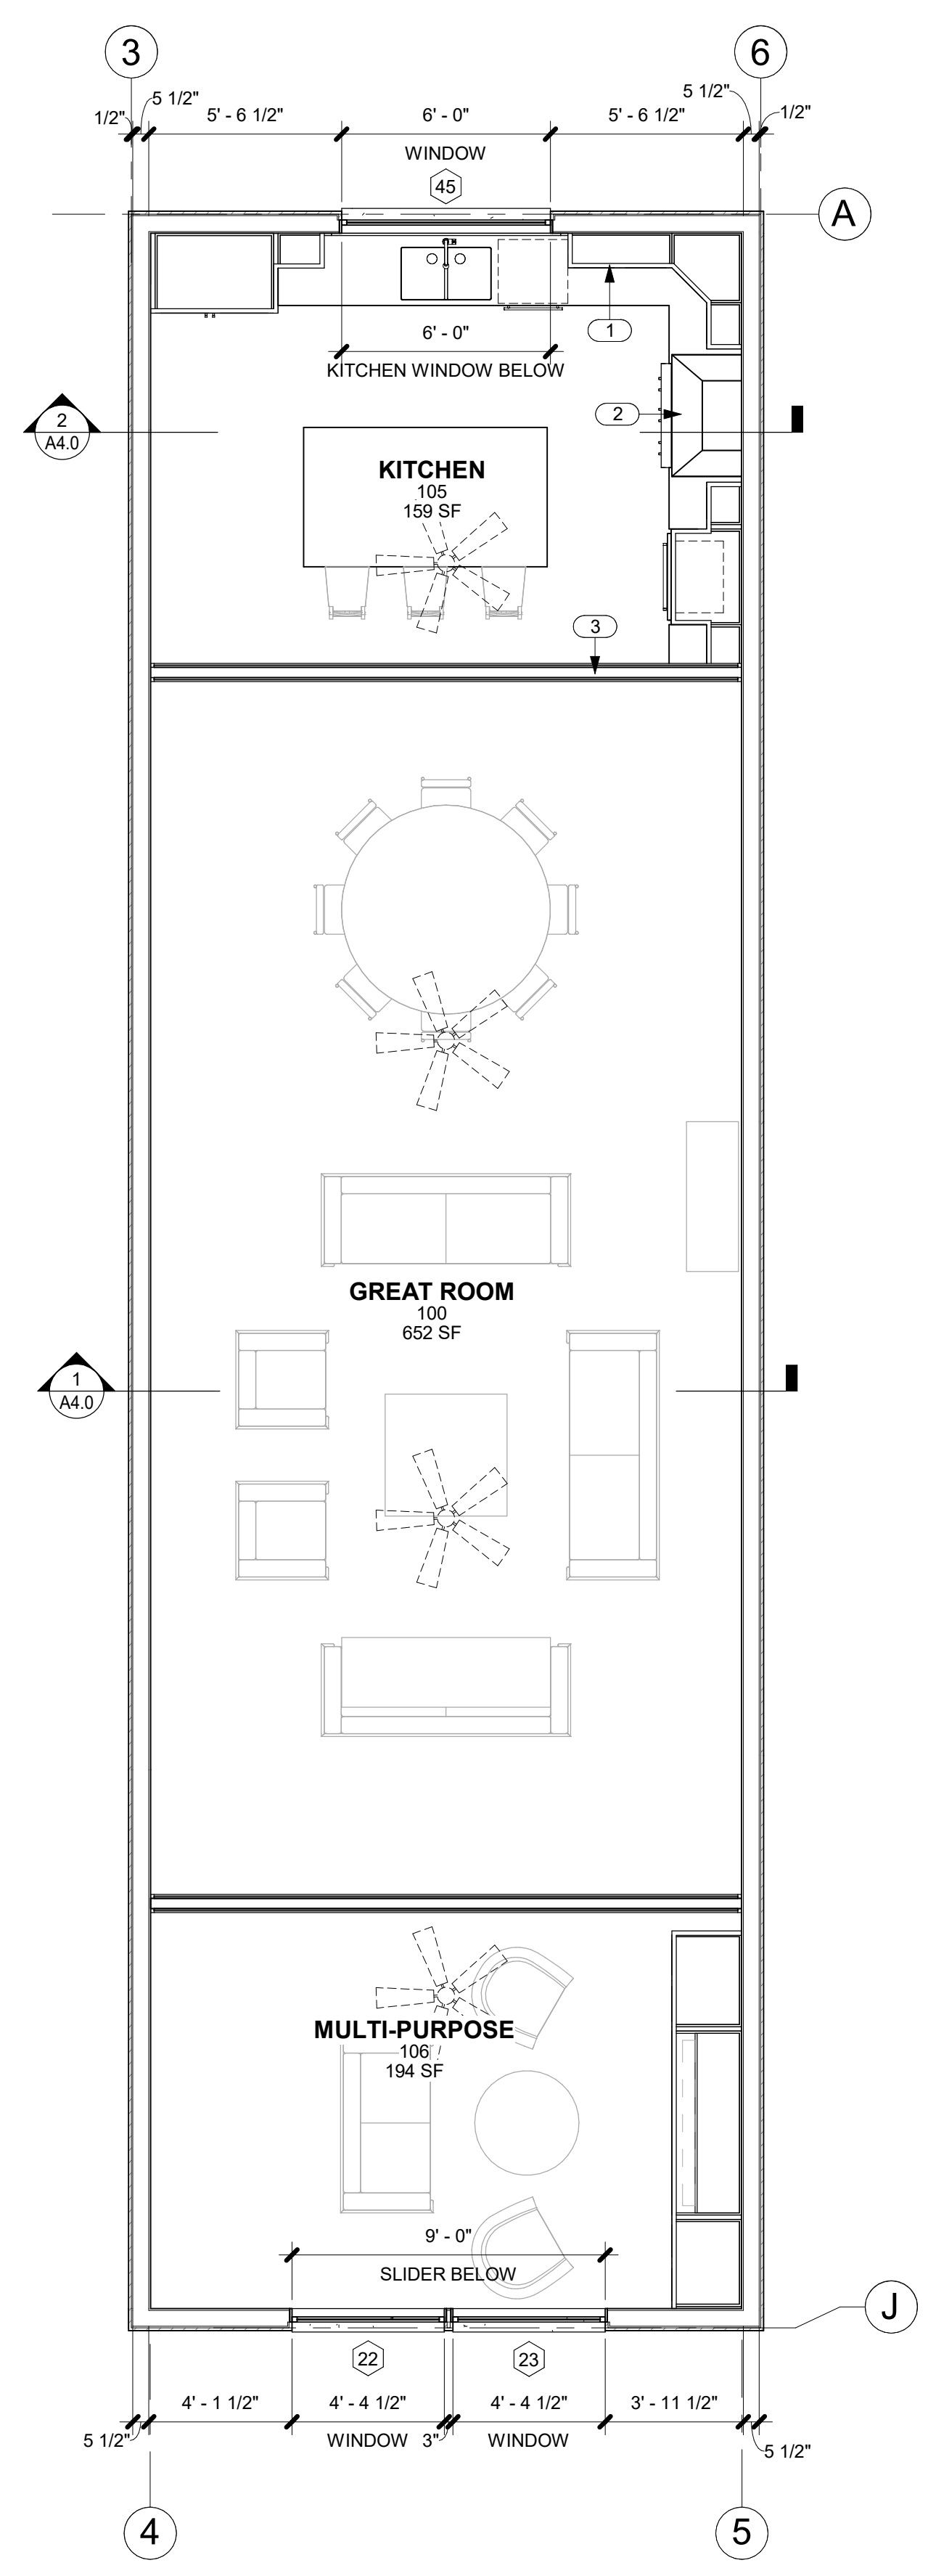 3
6
1/2"
5 1/2"
5' - 6 1/2"
6' - 0"
5' - 6 1/2"
5 1/2"
1/2"
WINDOW
45
A
6' - 0"
KITCHEN WINDOW BELOW
1
2
A4.0
2
KITCHEN
105
159 SF
3
GREAT ROOM
100
652 SF
1
A4.0
MULTI-PURPOSE
106
194 SF
9' - 0"
SLIDER BELOW
J
22
23
4' - 1 1/2"
4' - 4 1/2"
4' - 4 1/2"
3' - 11 1/2"
5 1/2"
WINDOW
3"
WINDOW
5 1/2"
4
5